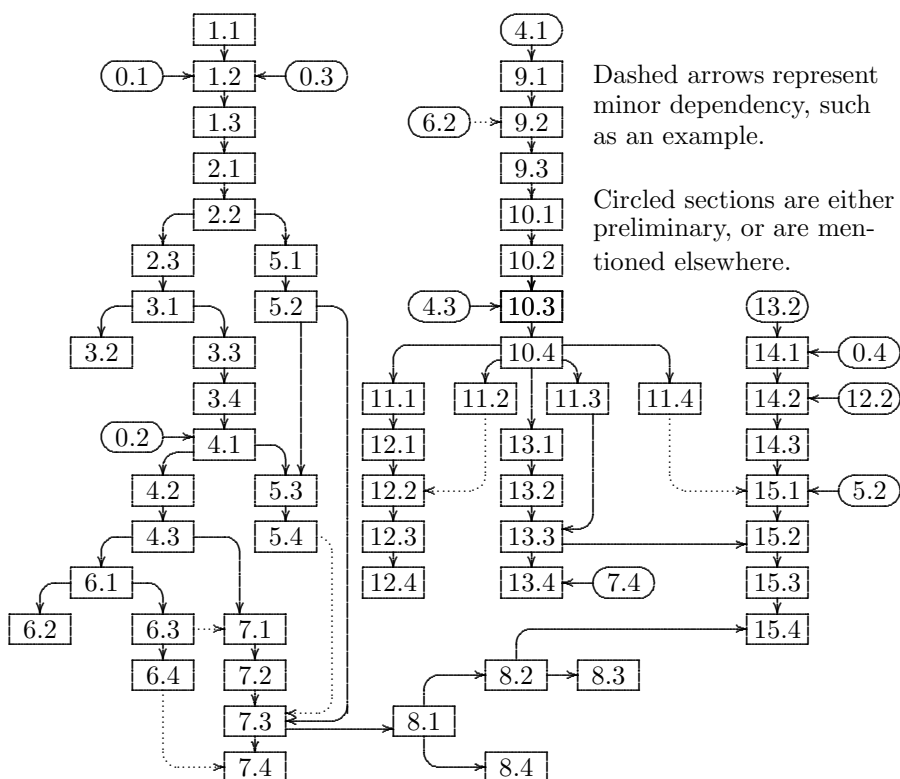 1.1 4.1
0.1 1.2 0.3 9.1 Dashed arrows represent
minor dependency, such
1.3 6.2 9.2
as an example.
2.1 9.3
2.2 10.1 Circled sections are either
preliminary, or are men-
2.3 5.1 10.2 tioned elsewhere.
3.1 5.2 4.3 10.3 13.2
3.2 3.3 10.4 14.1 0.4
3.4 11.1 11.2 11.3 11.4 14.2 12.2
0.2 4.1 12.1 13.1 14.3
4.2 5.3 12.2 13.2 15.1 5.2
4.3 5.4 12.3 13.3 15.2
6.1 12.4 13.4 7.4 15.3
6.2 6.3 7.1 15.4
6.4 7.2 8.2 8.3
7.3 8.1
7.4 8.4